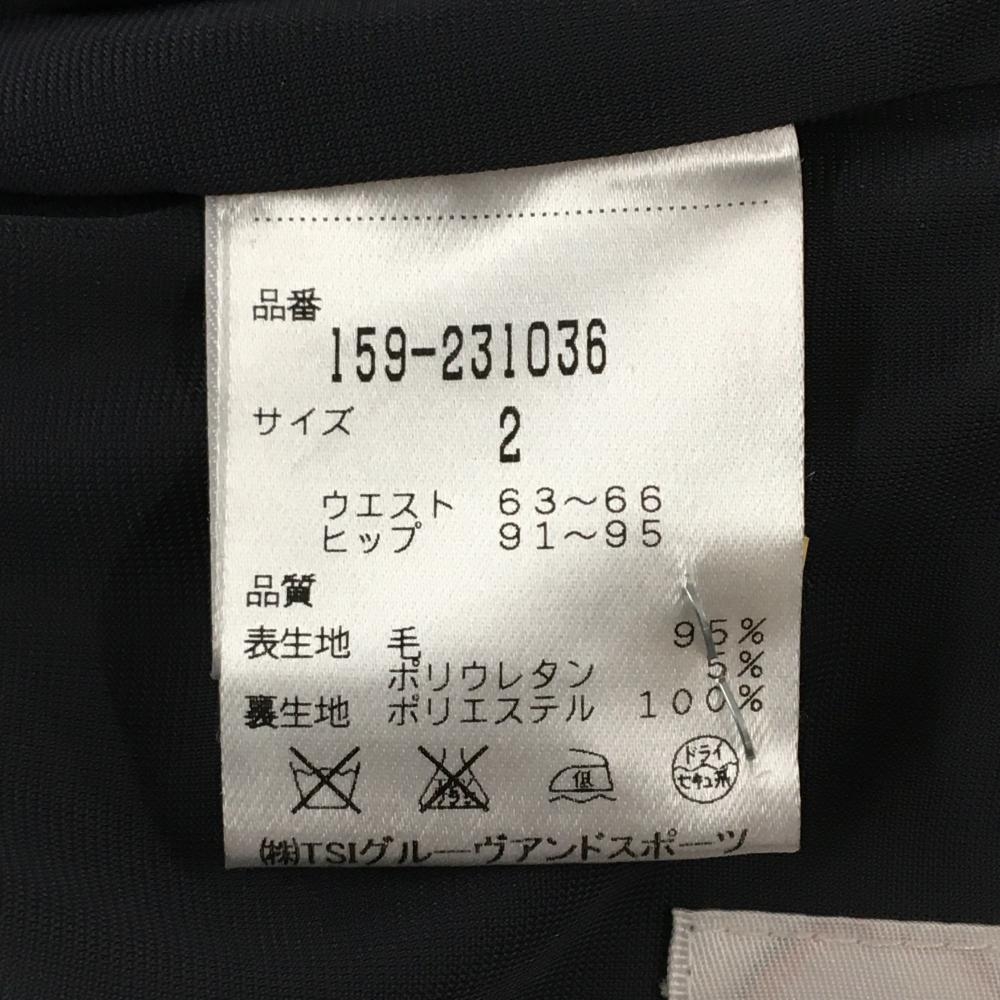 品番
159-231036
サイズ 2
ウエスト 63～66
ヒップ 91～95
品質
表生地 毛 95%
ポリウレタン 5%
裏生地 ポリエステル 100%
低
ドライ
セキユ系
㈱TSIグルーヴアンドスポーツ